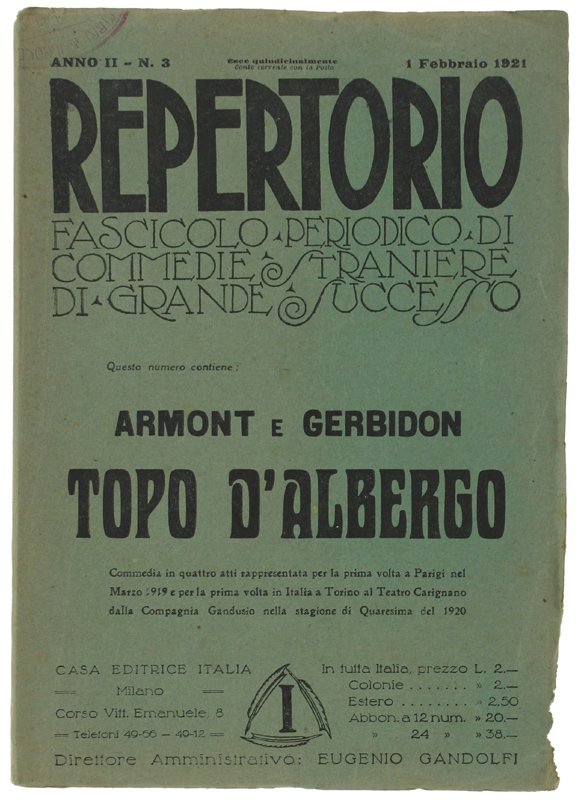 ANNO II - N. 3
Esce quindicinalmente
Conto corrente con la Posta
1 Febbraio 1921
REPERTORIO
FASCICOLO PERIODICO DI
COMMEDIE STRANIERE
DI GRANDE SUCCESSO
Questo numero contiene:
ARMONT E GERBIDON
TOPO D'ALBERGO
Commedia in quattro atti rappresentata per la prima volta a Parigi nel
Marzo 1919 e per la prima volta in Italia a Torino al Teatro Carignano
dalla Compagnia Gandusio nella stagione di Quaresima del 1920
CASA EDITRICE ITALIA
Milano
Corso Vitt. Emanuele, 8
Telefoni 49-66 - 49-12
I
In tutta Italia, prezzo L. 2.—
Colonie ....... » 2.—
Estero ........ » 2.50
Abbon. a 12 num. » 20.—
» 24 » » 38.—
Direttore Amministrativo: EUGENIO GANDOLFI